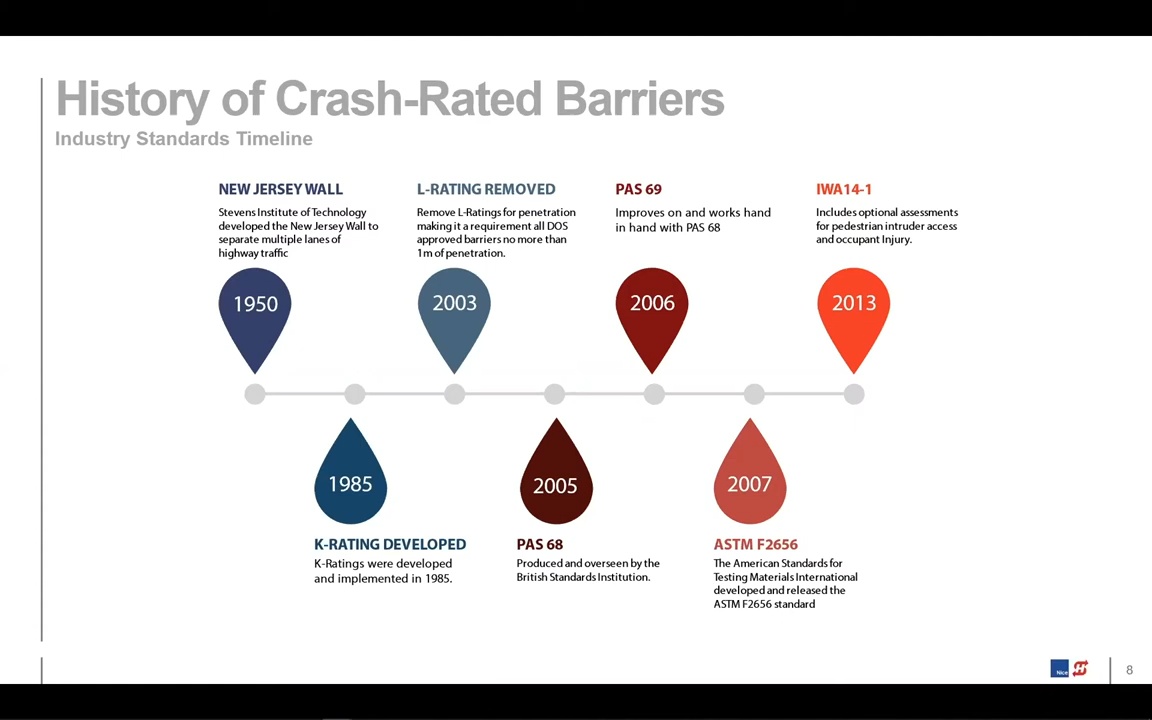 History of Crash-Rated Barriers
Industry Standards Timeline
NEW JERSEY WALL
Stevens Institute of Technology
developed the New Jersey Wall to
separate multiple lanes of
highway traffic
L-RATING REMOVED
Remove L-Ratings for penetration
making it a requirement all DOS
approved barriers no more than
1m of penetration.
PAS 69
Improves on and works hand
in hand with PAS 68
IWA14-1
Includes optional assessments
for pedestrian intruder access
and occupant Injury.
1950
2003
2006
2013
1985
2005
2007
K-RATING DEVELOPED
K-Ratings were developed
and implemented in 1985.
PAS 68
Produced and overseen by the
British Standards Institution.
ASTM F2656
The American Standards for
Testing Materials International
developed and released the
ASTM F2656 standard
Nice
H
8